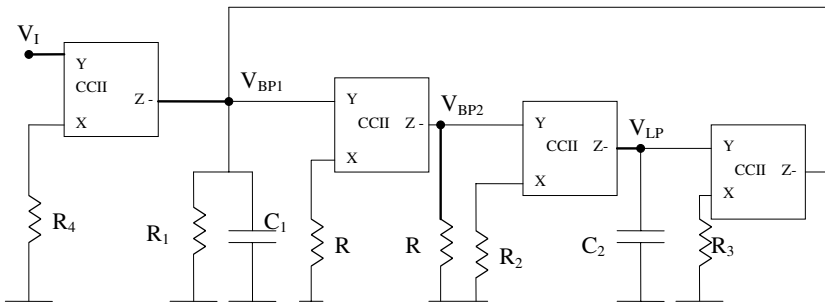 V_I
Y
CCII
Z -
X
V_BP1
Y
CCII
Z -
X
V_BP2
Y
CCII
Z-
X
V_LP
Y
CCII
Z-
X
R_4
R_1
C_1
R
R
R_2
C_2
R_3